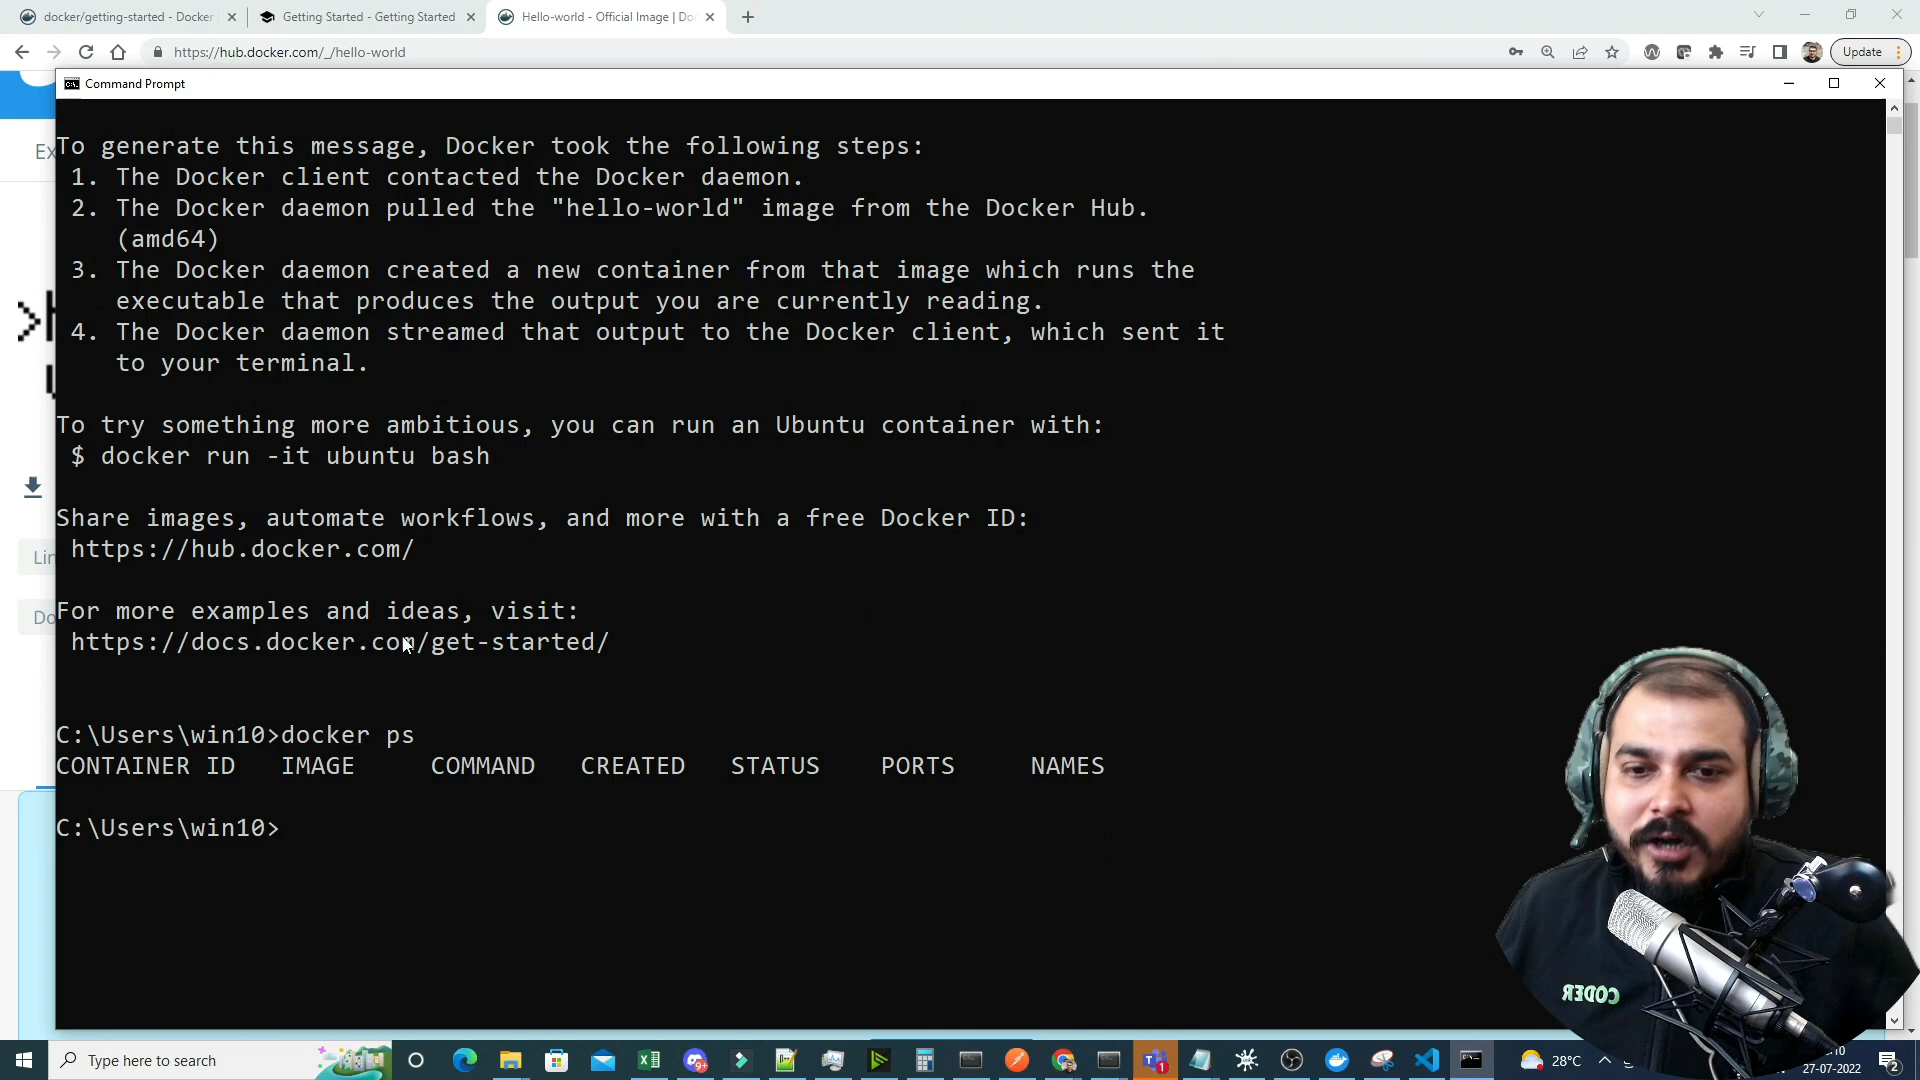 docker/getting-started - Docker
Getting Started - Getting Started
Hello-world - Official Image | Doc
https://hub.docker.com/_/hello-world
Update
Command Prompt
Ex
To generate this message, Docker took the following steps:
1. The Docker client contacted the Docker daemon.
2. The Docker daemon pulled the "hello-world" image from the Docker Hub.
(amd64)
3. The Docker daemon created a new container from that image which runs the
executable that produces the output you are currently reading.
4. The Docker daemon streamed that output to the Docker client, which sent it
to your terminal.
To try something more ambitious, you can run an Ubuntu container with:
$ docker run -it ubuntu bash
Share images, automate workflows, and more with a free Docker ID:
https://hub.docker.com/
Lin
For more examples and ideas, visit:
Do
https://docs.docker.com/get-started/
C:\Users\win10>docker ps
CONTAINER ID IMAGE COMMAND CREATED STATUS PORTS NAMES
C:\Users\win10>
CODER
Type here to search
28°C
27-07-2022
2